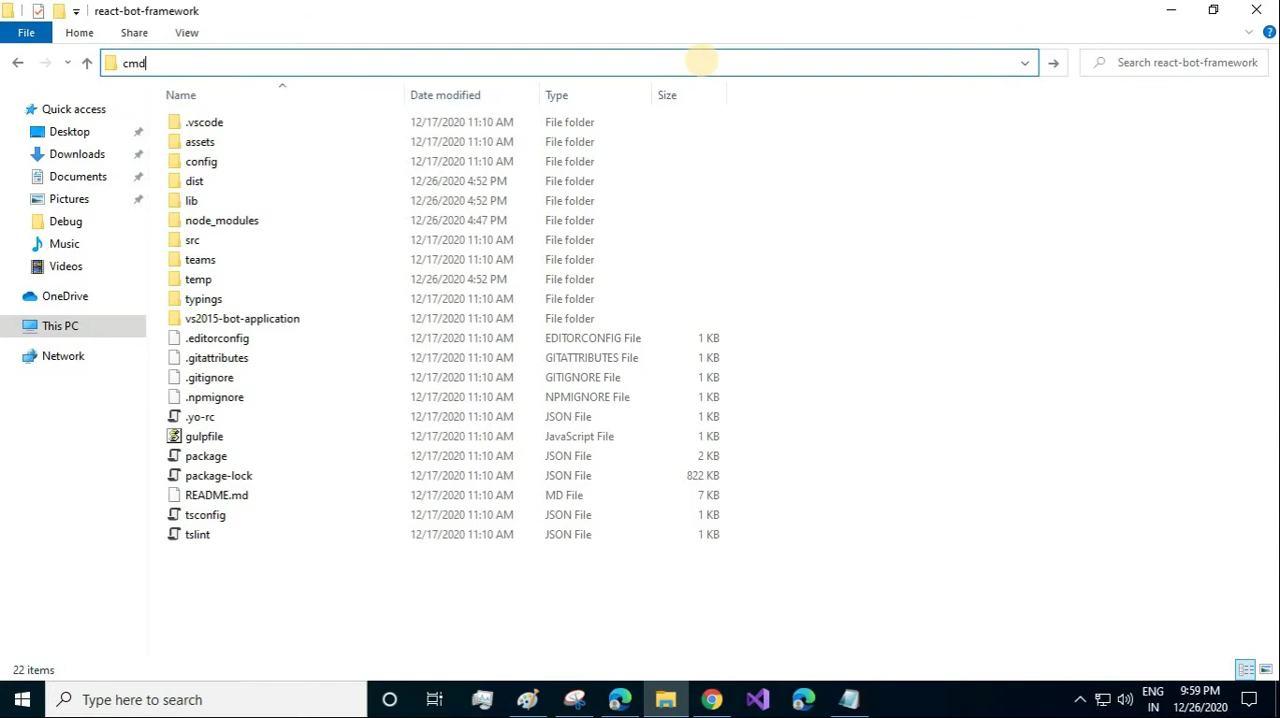 react-bot-framework
File Home Share View
cmd
Search react-bot-framework
Name Date modified Type Size
Quick access
Desktop
Downloads
Documents
Pictures
Debug
Music
Videos
OneDrive
This PC
Network
.vscode 12/17/2020 11:10 AM File folder
assets 12/17/2020 11:10 AM File folder
config 12/17/2020 11:10 AM File folder
dist 12/26/2020 4:52 PM File folder
lib 12/26/2020 4:52 PM File folder
node_modules 12/26/2020 4:47 PM File folder
src 12/17/2020 11:10 AM File folder
teams 12/17/2020 11:10 AM File folder
temp 12/26/2020 4:52 PM File folder
typings 12/17/2020 11:10 AM File folder
vs2015-bot-application 12/17/2020 11:10 AM File folder
.editorconfig 12/17/2020 11:10 AM EDITORCONFIG File 1 KB
.gitattributes 12/17/2020 11:10 AM GITATTRIBUTES File 1 KB
.gitignore 12/17/2020 11:10 AM GITIGNORE File 1 KB
.npmignore 12/17/2020 11:10 AM NPMIGNORE File 1 KB
.yo-rc 12/17/2020 11:10 AM JSON File 1 KB
gulpfile 12/17/2020 11:10 AM JavaScript File 1 KB
package 12/17/2020 11:10 AM JSON File 2 KB
package-lock 12/17/2020 11:10 AM JSON File 822 KB
README.md 12/17/2020 11:10 AM MD File 7 KB
tsconfig 12/17/2020 11:10 AM JSON File 1 KB
tslint 12/17/2020 11:10 AM JSON File 1 KB
22 items
Type here to search
ENG
IN
9:59 PM
12/26/2020